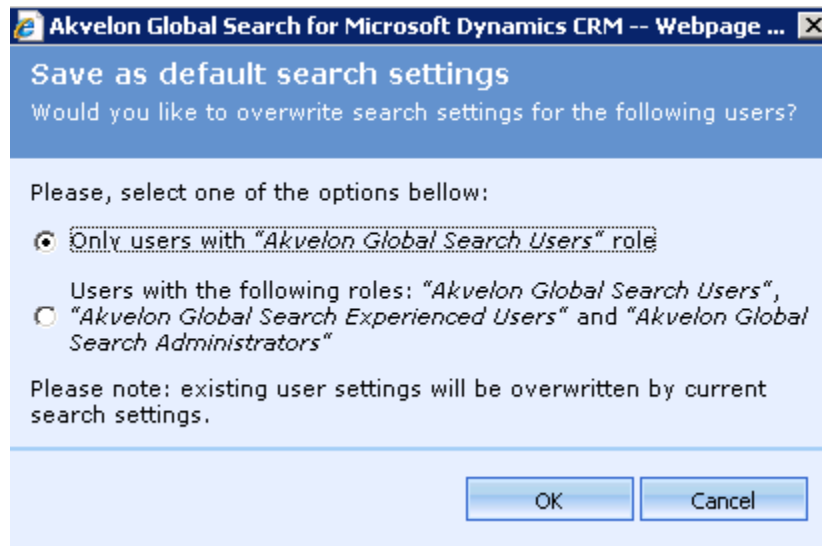 Akvelon Global Search for Microsoft Dynamics CRM -- Webpage ...
Save as default search settings
Would you like to overwrite search settings for the following users?
Please, select one of the options bellow:
Only users with "Akvelon Global Search Users" role
Users with the following roles: "Akvelon Global Search Users",
"Akvelon Global Search Experienced Users" and "Akvelon Global
Search Administrators"
Please note: existing user settings will be overwritten by current
search settings.
OK
Cancel